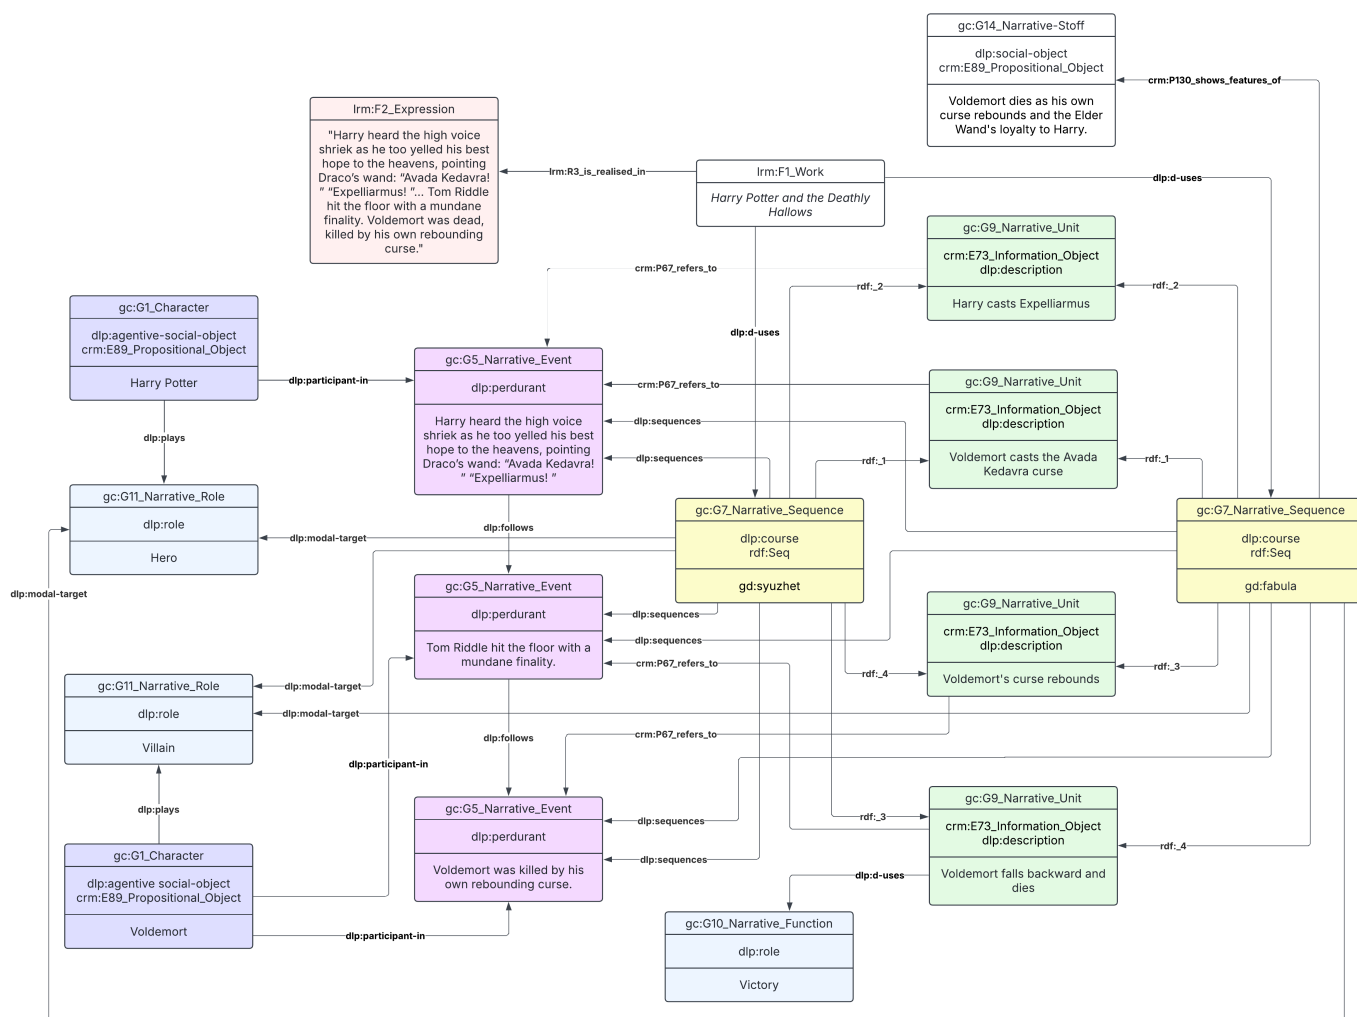 gc:G14_Narrative-Stoff
dlp:social-object
crm:E89_Propositional_Object
Voldemort dies as his own
curse rebounds and the Elder
Wand's loyalty to Harry.
crm:P130_shows_features_of
lrm:F2_Expression
"Harry heard the high voice
shriek as he too yelled his best
hope to the heavens, pointing
Draco’s wand: “Avada Kedavra!
” “Expelliarmus! ”... Tom Riddle
hit the floor with a mundane
finality. Voldemort was dead,
killed by his own rebounding
curse."
lrm:R3_is_realised_in
lrm:F1_Work
Harry Potter and the Deathly
Hallows
dlp:d-uses
gc:G9_Narrative_Unit
crm:E73_Information_Object
dlp:description
Harry casts Expelliarmus
crm:P67_refers_to
rdf:_2
rdf:_2
dlp:d-uses
gc:G1_Character
dlp:agentive-social-object
crm:E89_Propositional_Object
Harry Potter
dlp:participant-in
dlp:plays
gc:G5_Narrative_Event
dlp:perdurant
Harry heard the high voice
shriek as he too yelled his best
hope to the heavens, pointing
Draco’s wand: “Avada Kedavra!
” “Expelliarmus! ”
crm:P67_refers_to
dlp:sequences
dlp:sequences
gc:G9_Narrative_Unit
crm:E73_Information_Object
dlp:description
Voldemort casts the Avada
Kedavra curse
rdf:_1
rdf:_1
gc:G11_Narrative_Role
dlp:role
Hero
dlp:modal-target
dlp:follows
gc:G7_Narrative_Sequence
dlp:course
rdf:Seq
gd:syuzhet
gc:G7_Narrative_Sequence
dlp:course
rdf:Seq
gd:fabula
dlp:modal-target
gc:G5_Narrative_Event
dlp:perdurant
Tom Riddle hit the floor with a
mundane finality.
dlp:sequences
dlp:sequences
crm:P67_refers_to
gc:G9_Narrative_Unit
crm:E73_Information_Object
dlp:description
Voldemort's curse rebounds
rdf:_4
rdf:_3
gc:G11_Narrative_Role
dlp:role
Villain
dlp:modal-target
dlp:modal-target
crm:P67_refers_to
dlp:follows
dlp:participant-in
dlp:plays
gc:G5_Narrative_Event
dlp:perdurant
Voldemort was killed by his
own rebounding curse.
dlp:sequences
dlp:sequences
gc:G9_Narrative_Unit
crm:E73_Information_Object
dlp:description
Voldemort falls backward and
dies
rdf:_3
rdf:_4
gc:G1_Character
dlp:agentive social-object
crm:E89_Propositional_Object
Voldemort
dlp:participant-in
dlp:d-uses
gc:G10_Narrative_Function
dlp:role
Victory